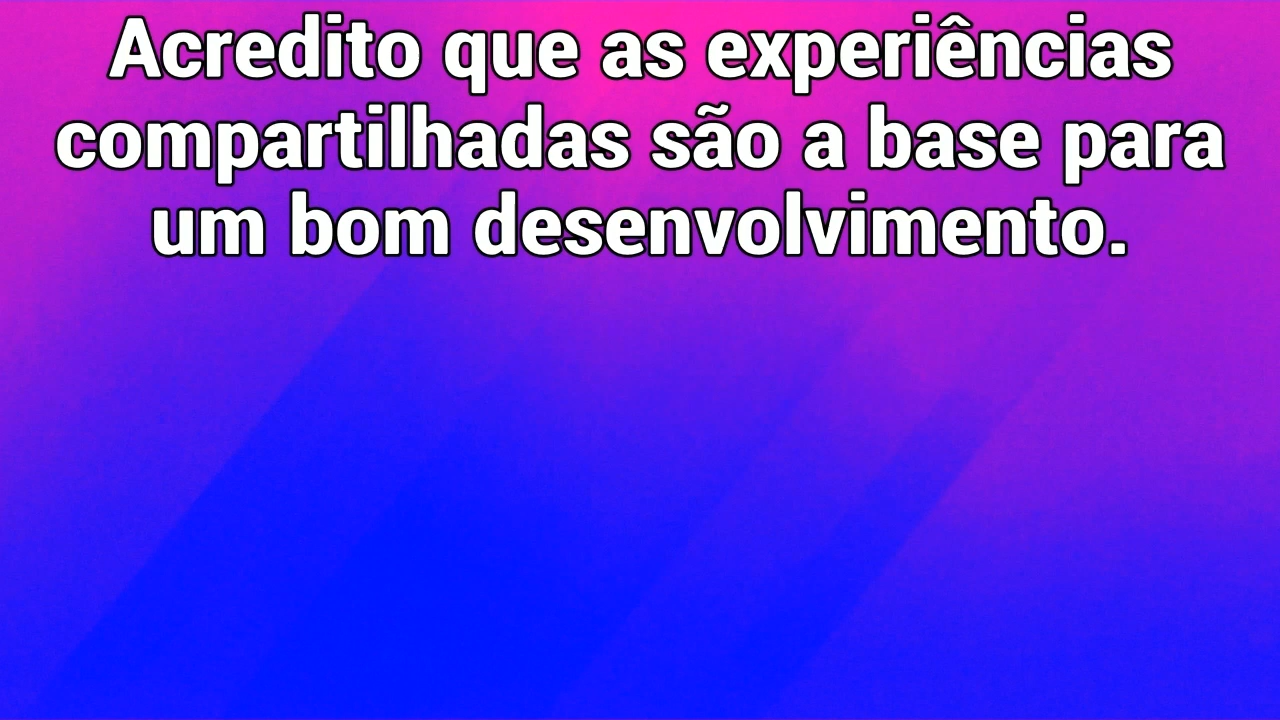 Acredito que as experiências
compartilhadas são a base para
um bom desenvolvimento.